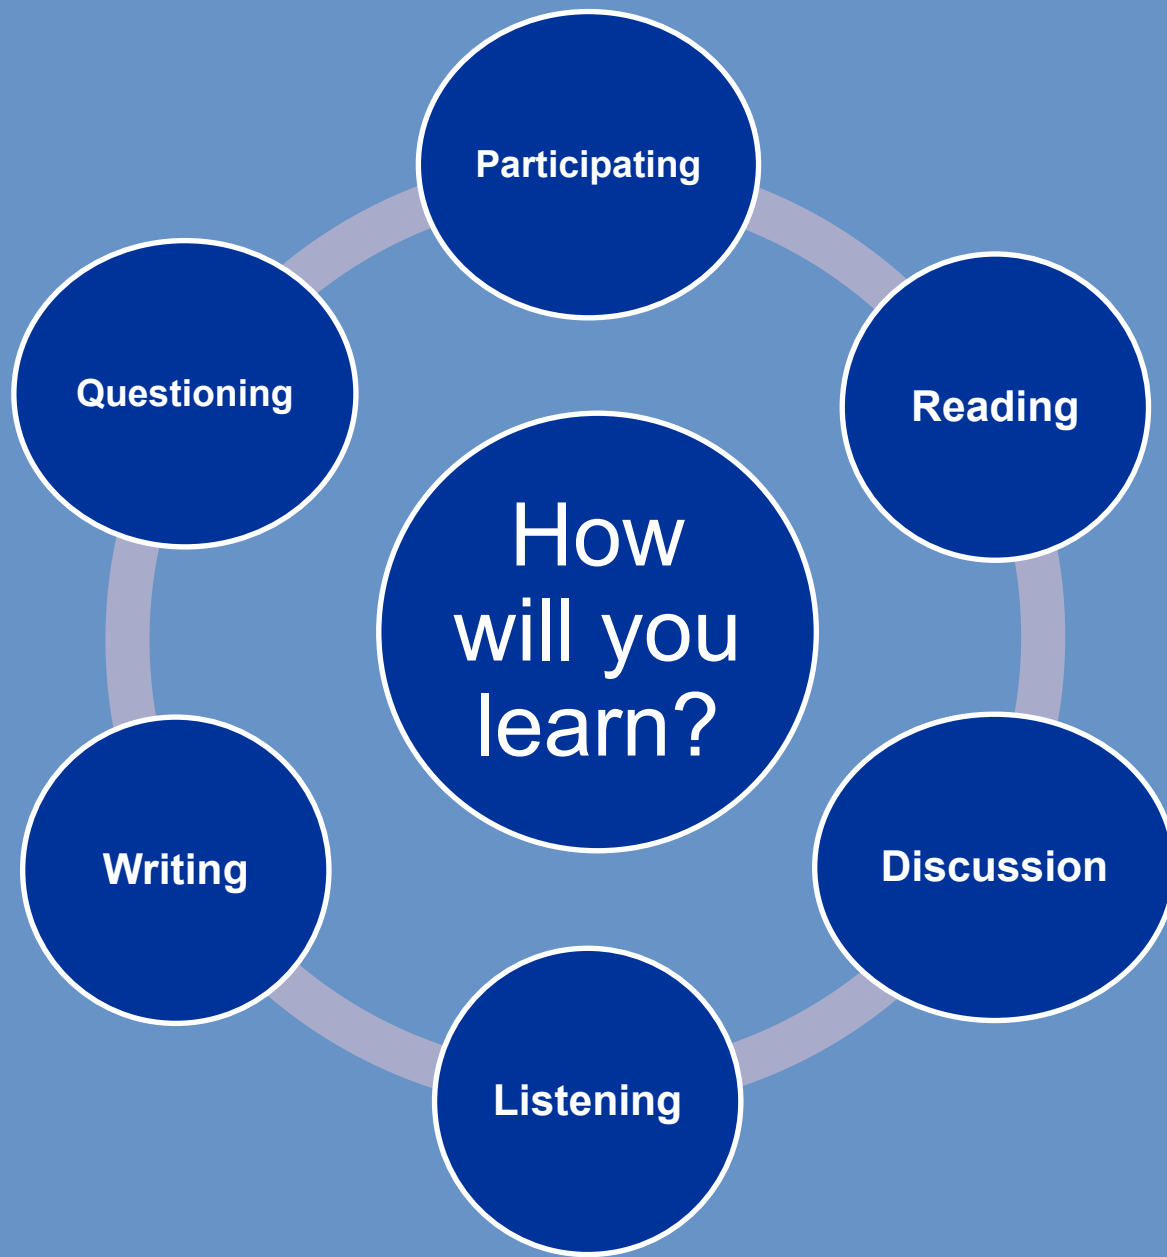 Participating
Questioning
Reading
How
will you
learn?
Writing
Discussion
Listening